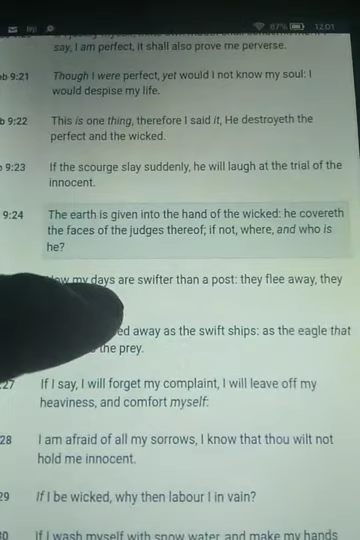 87% 12:01
say, I am perfect, it shall also prove me perverse.
ob 9:21 Though I were perfect, yet would I not know my soul: I
would despise my life.
b 9:22 This is one thing, therefore I said it, He destroyeth the
perfect and the wicked.
9:23 If the scourge slay suddenly, he will laugh at the trial of the
innocent.
9:24 The earth is given into the hand of the wicked: he covereth
the faces of the judges thereof; if not, where, and who is
he?
my days are swifter than a post: they flee away, they
ed away as the swift ships: as the eagle that
the prey.
27 If I say, I will forget my complaint, I will leave off my
heaviness, and comfort myself:
28 I am afraid of all my sorrows, I know that thou wilt not
hold me innocent.
29 If I be wicked, why then labour I in vain?
30 If I wash myself with snow water, and make my hands